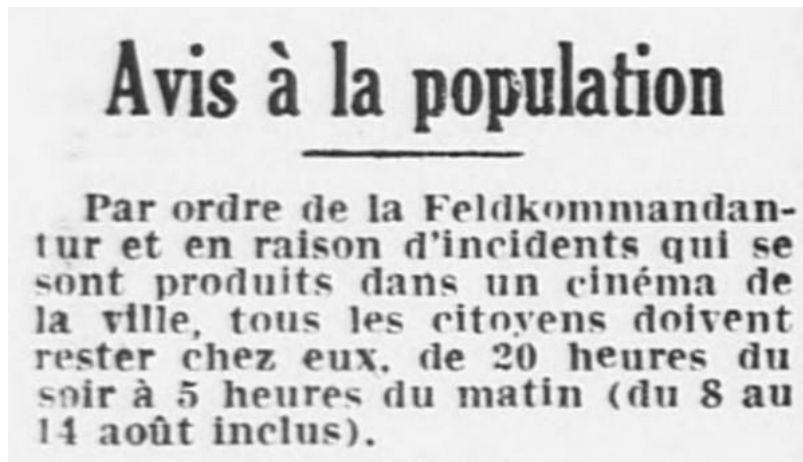 Avis à la population
Par ordre de la Feldkommandan-
tur et en raison d'incidents qui se
sont produits dans un cinéma de
la ville, tous les citoyens doivent
rester chez eux. de 20 heures du
soir à 5 heures du matin (du 8 au
14 août inclus).